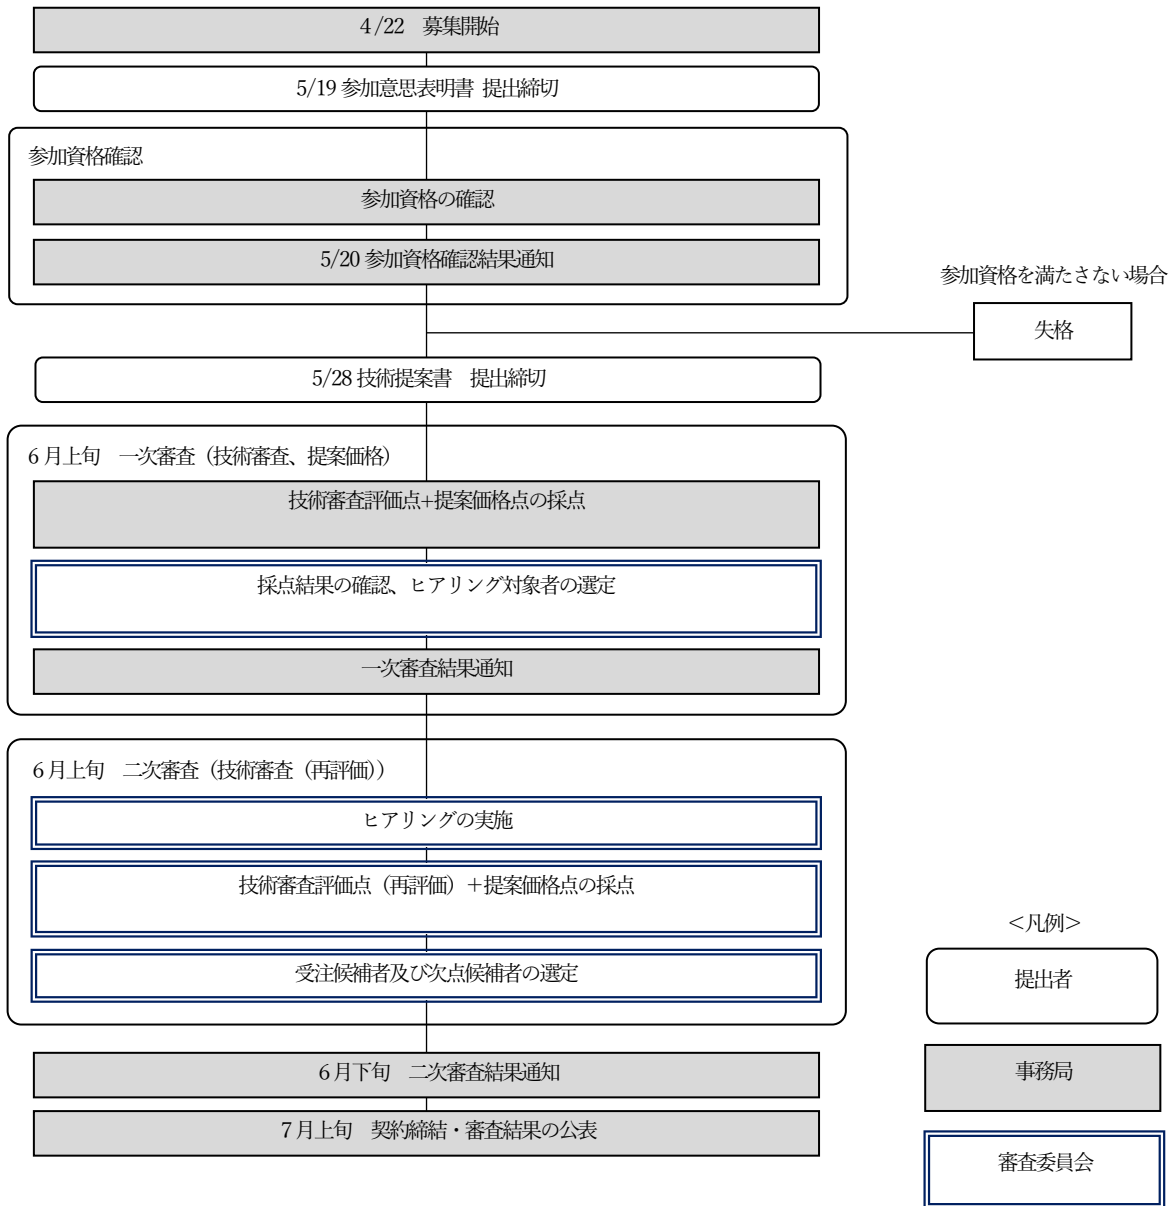 ４/22　募集開始
5/19 参加意思表明書 提出締切
参加資格確認
参加資格の確認
5/20 参加資格確認結果通知
参加資格を満たさない場合
失格
5/28 技術提案書　提出締切
６月上旬　一次審査（技術審査、提案価格）
技術審査評価点+提案価格点の採点
採点結果の確認、ヒアリング対象者の選定
一次審査結果通知
６月上旬　二次審査（技術審査（再評価））
ヒアリングの実施
技術審査評価点（再評価）＋提案価格点の採点
受注候補者及び次点候補者の選定
６月下旬　二次審査結果通知
７月上旬　契約締結・審査結果の公表
＜凡例＞
提出者
事務局
審査委員会